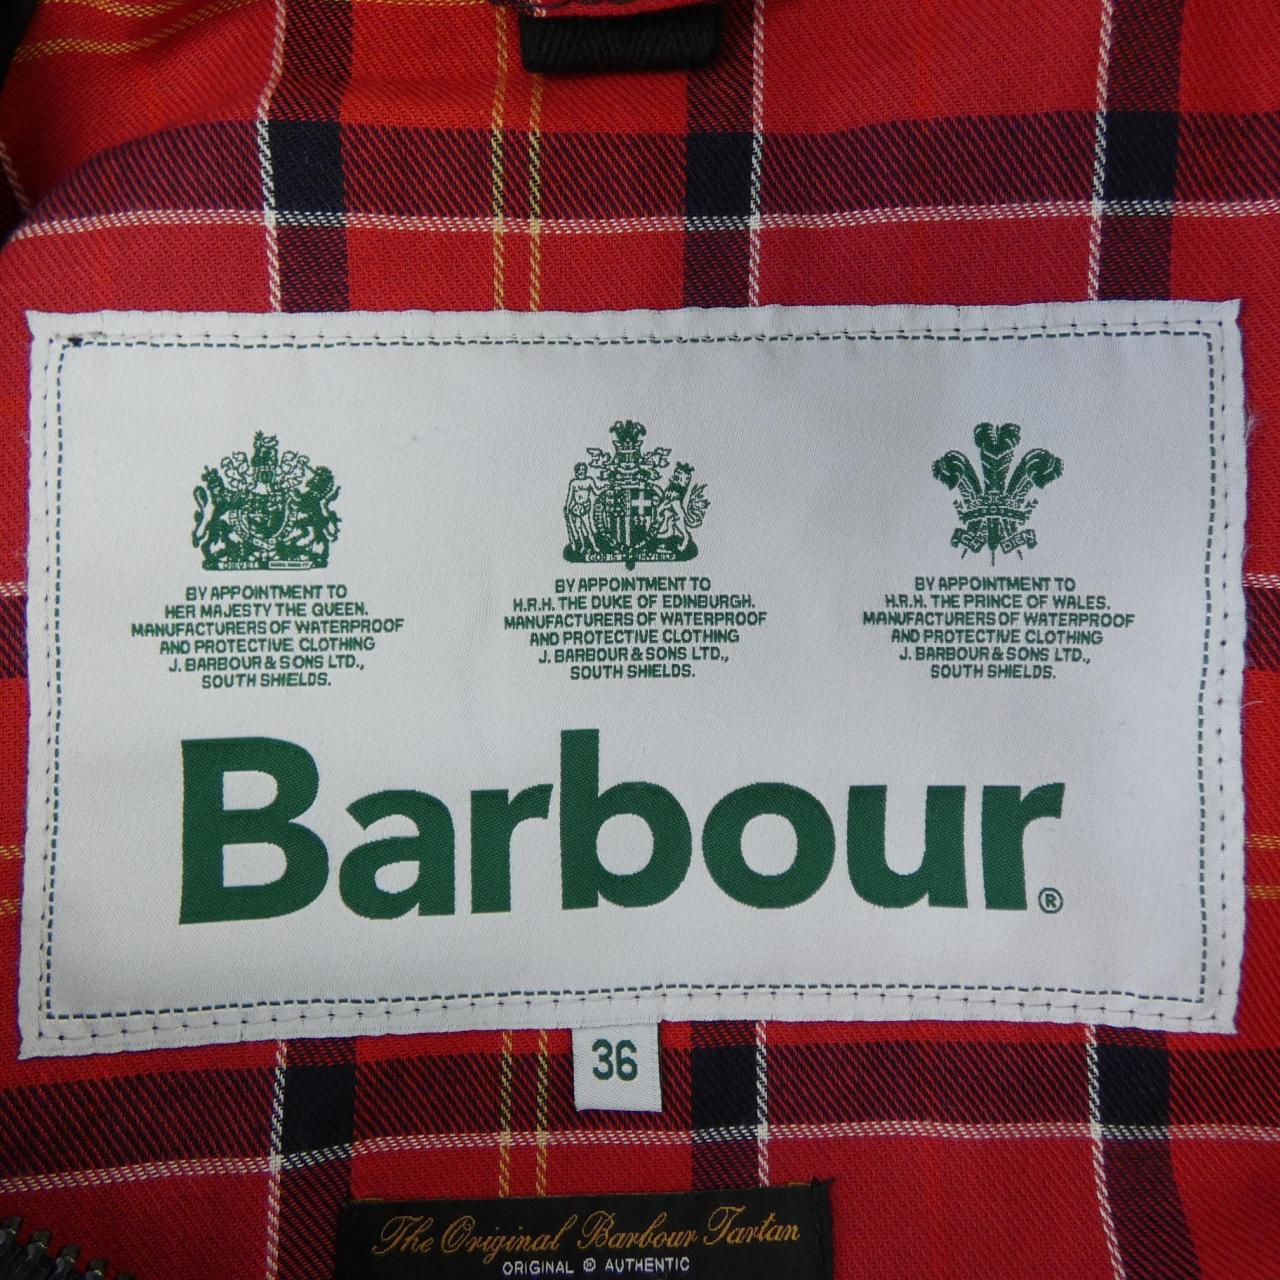 BY APPOINTMENT TO
HER MAJESTY THE QUEEN.
MANUFACTURERS OF WATERPROOF
AND PROTECTIVE CLOTHING
J. BARBOUR & SONS LTD.,
SOUTH SHIELDS.
BY APPOINTMENT TO
H.R.H. THE DUKE OF EDINBURGH.
MANUFACTURERS OF WATERPROOF
AND PROTECTIVE CLOTHING
J. BARBOUR & SONS LTD.,
SOUTH SHIELDS.
BY APPOINTMENT TO
H.R.H. THE PRINCE OF WALES.
MANUFACTURERS OF WATERPROOF
AND PROTECTIVE CLOTHING
J. BARBOUR & SONS LTD.,
SOUTH SHIELDS.
Barbour®
36
The Original Barbour Tartan
ORIGINAL ® AUTHENTIC